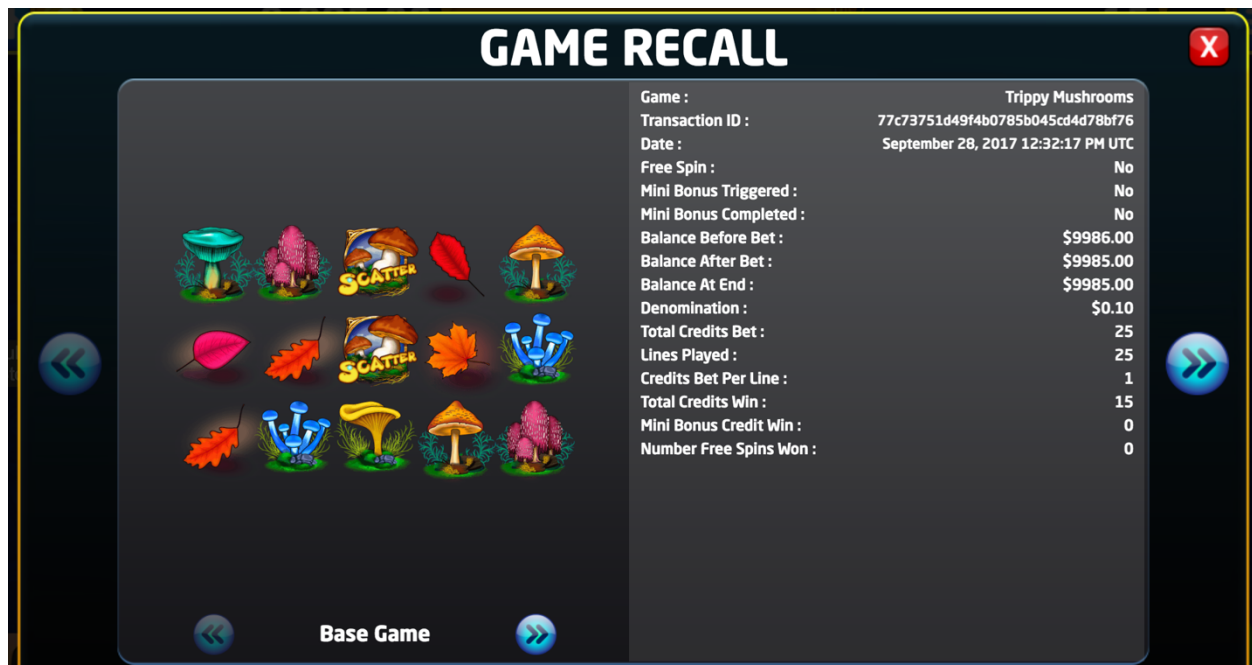 GAME RECALL
X
Game : Trippy Mushrooms
Transaction ID : 77c73751d49f4b0785b045cd4d78bf76
Date : September 28, 2017 12:32:17 PM UTC
Free Spin : No
Mini Bonus Triggered : No
Mini Bonus Completed : No
Balance Before Bet : $9986.00
Balance After Bet : $9985.00
Balance At End : $9985.00
Denomination : $0.10
Total Credits Bet : 25
Lines Played : 25
Credits Bet Per Line : 1
Total Credits Win : 15
Mini Bonus Credit Win : 0
Number Free Spins Won : 0
SCATTER
SCATTER
Base Game